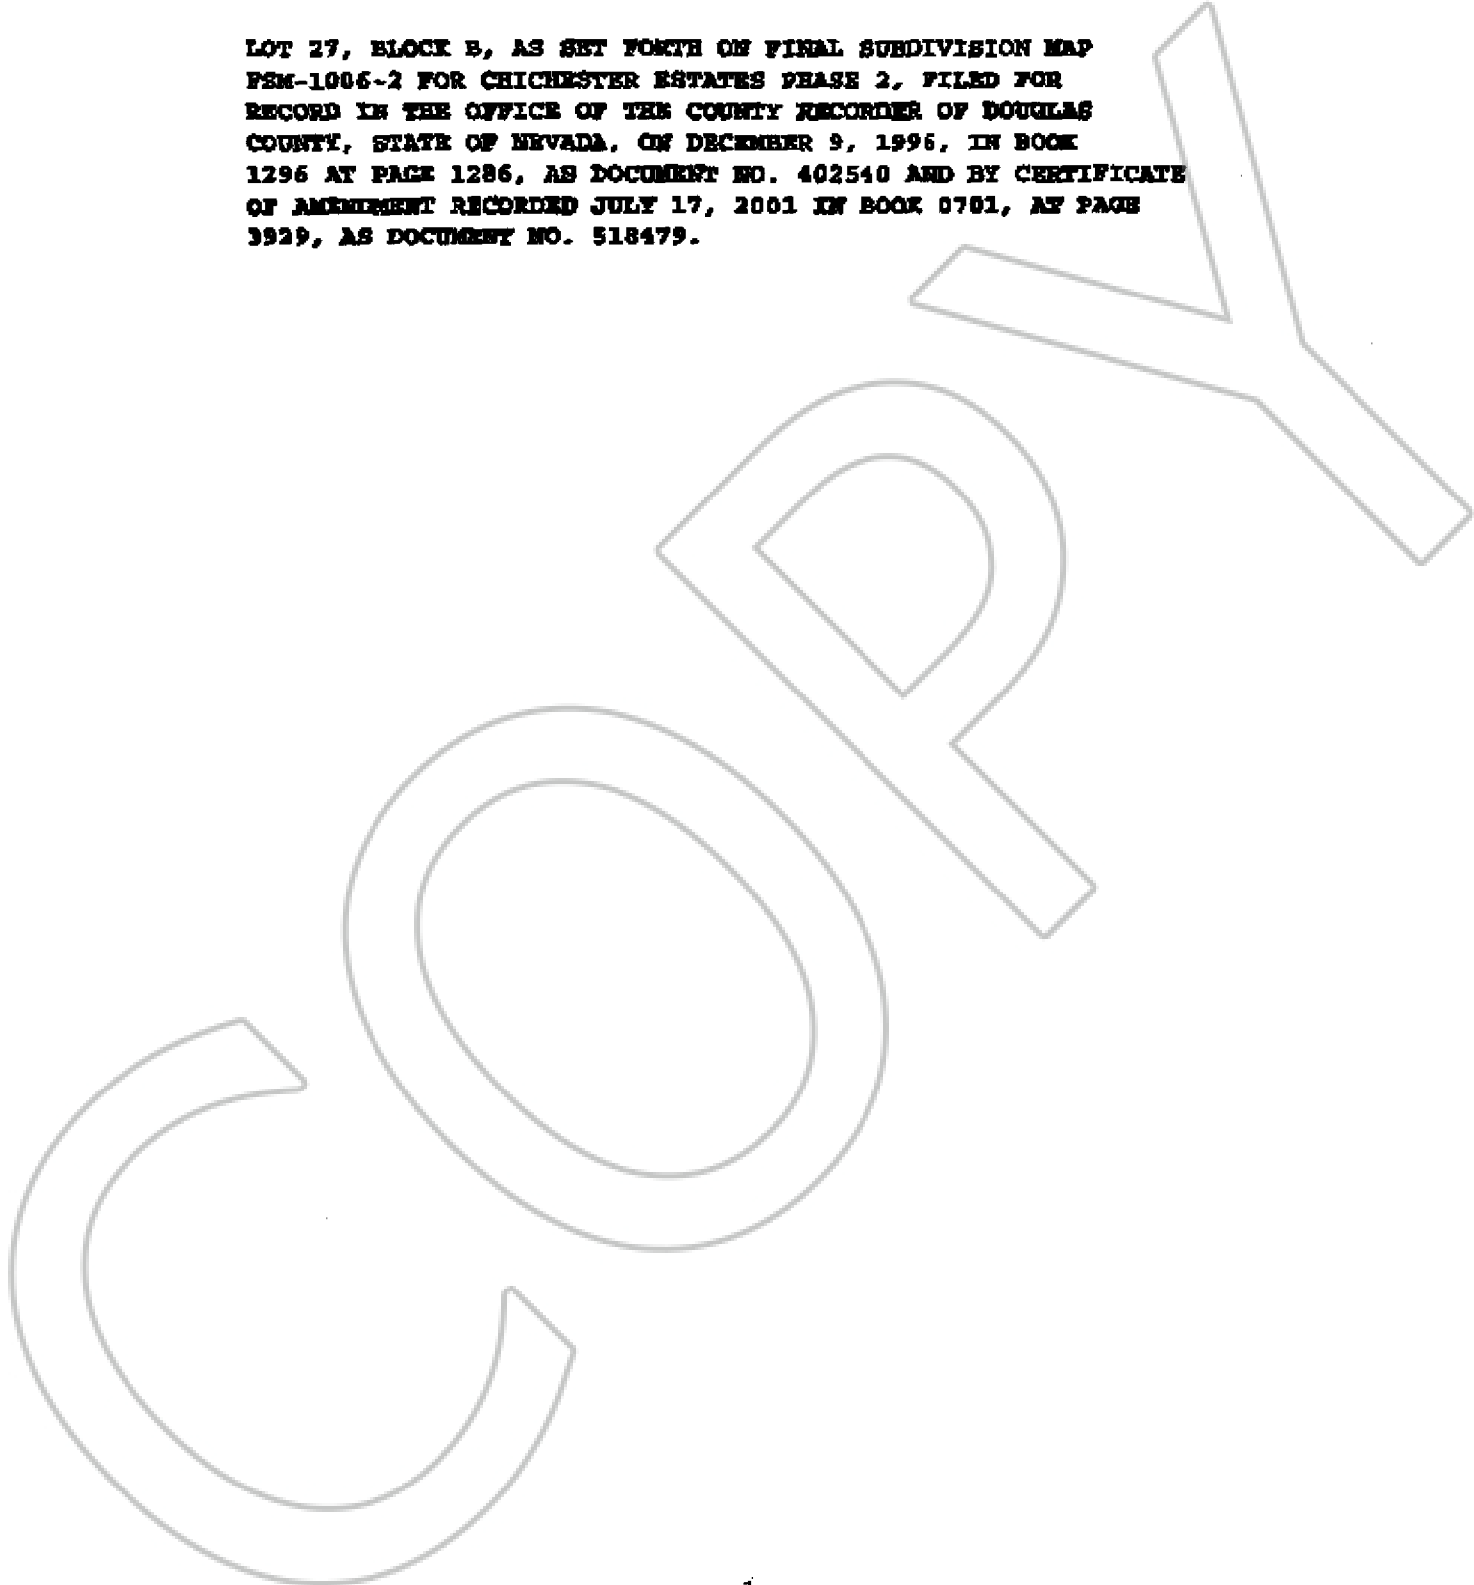 LOT 27, BLOCK B, AS SET FORTH ON FINAL SUBDIVISION MAP
FSM-1006-2 FOR CHICHESTER ESTATES PHASE 2, FILED FOR
RECORD IN THE OFFICE OF THE COUNTY RECORDER OF DOUGLAS
COUNTY, STATE OF NEVADA, ON DECEMBER 9, 1996, IN BOOK
1296 AT PAGE 1286, AS DOCUMENT NO. 402540 AND BY CERTIFICATE
OF AMENDMENT RECORDED JULY 17, 2001 IN BOOK 0701, AT PAGE
3929, AS DOCUMENT NO. 518479.
COPY